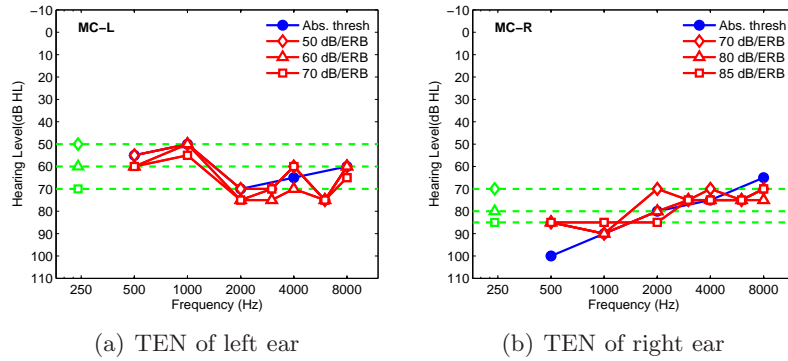 MC-L
Abs. thresh
50 dB/ERB
60 dB/ERB
70 dB/ERB
Hearing Level(dB HL)
-10
0
10
20
30
40
50
60
70
80
90
100
110
250 500 1000 2000 4000 8000
Frequency (Hz)
(a) TEN of left ear
MC-R
Abs. thresh
70 dB/ERB
80 dB/ERB
85 dB/ERB
Hearing Level(dB HL)
-10
0
10
20
30
40
50
60
70
80
90
100
110
250 500 1000 2000 4000 8000
Frequency (Hz)
(b) TEN of right ear